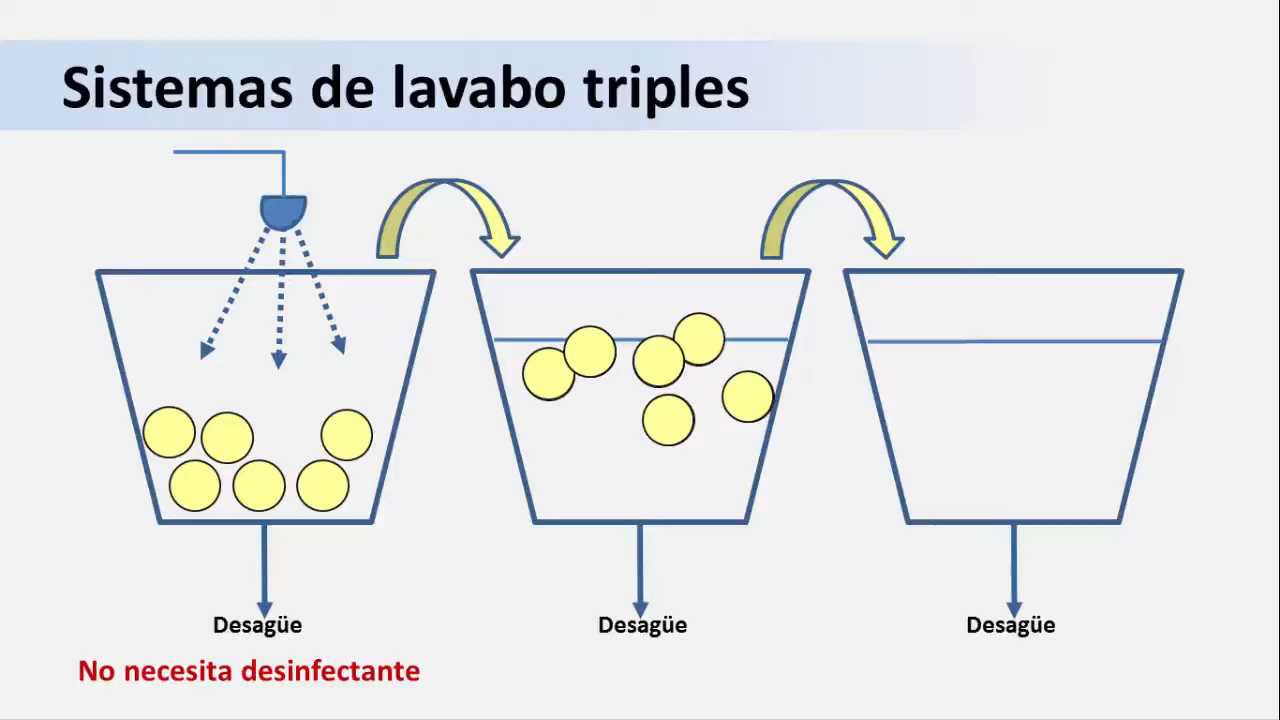 Sistemas de lavabo triples
Desagüe
Desagüe
Desagüe
No necesita desinfectante